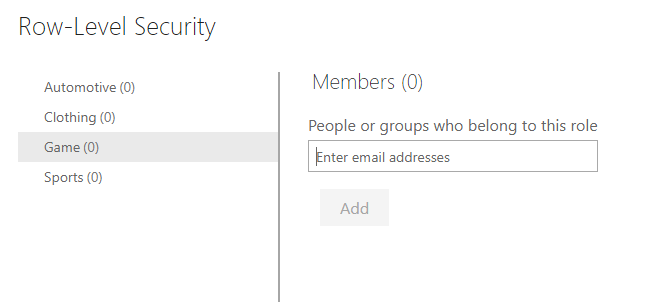 Row-Level Security
Automotive (0)
Clothing (0)
Game (0)
Sports (0)
Members (0)
People or groups who belong to this role
Enter email addresses
Add